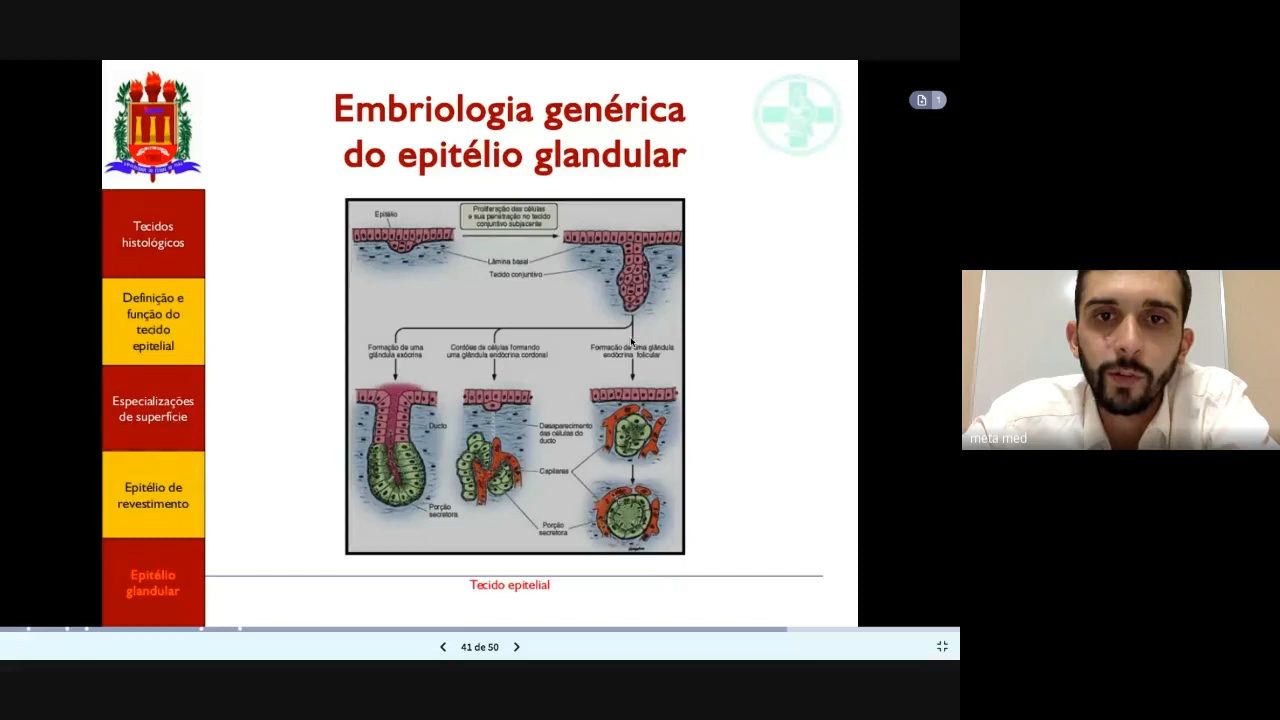 Embriologia genérica
do epitélio glandular
1
Tecidos
histológicos
Definição e
função do
tecido
epitelial
Especializações
de superfície
Epitélio de
revestimento
Epitélio
glandular
Epitélio
Proliferação das células
e sua penetração no tecido
conjuntivo subjacente
Lâmina basal
Tecido conjuntivo
Formação de uma
glândula exócrina
Cordões de células formando
uma glândula endócrina cordonal
Formação de uma glândula
endócrina folicular
Ducto
Desaparecimento
das células do
ducto
Capilares
Porção
secretora
Porção
secretora
Tecido epitelial
41 de 50
meta med